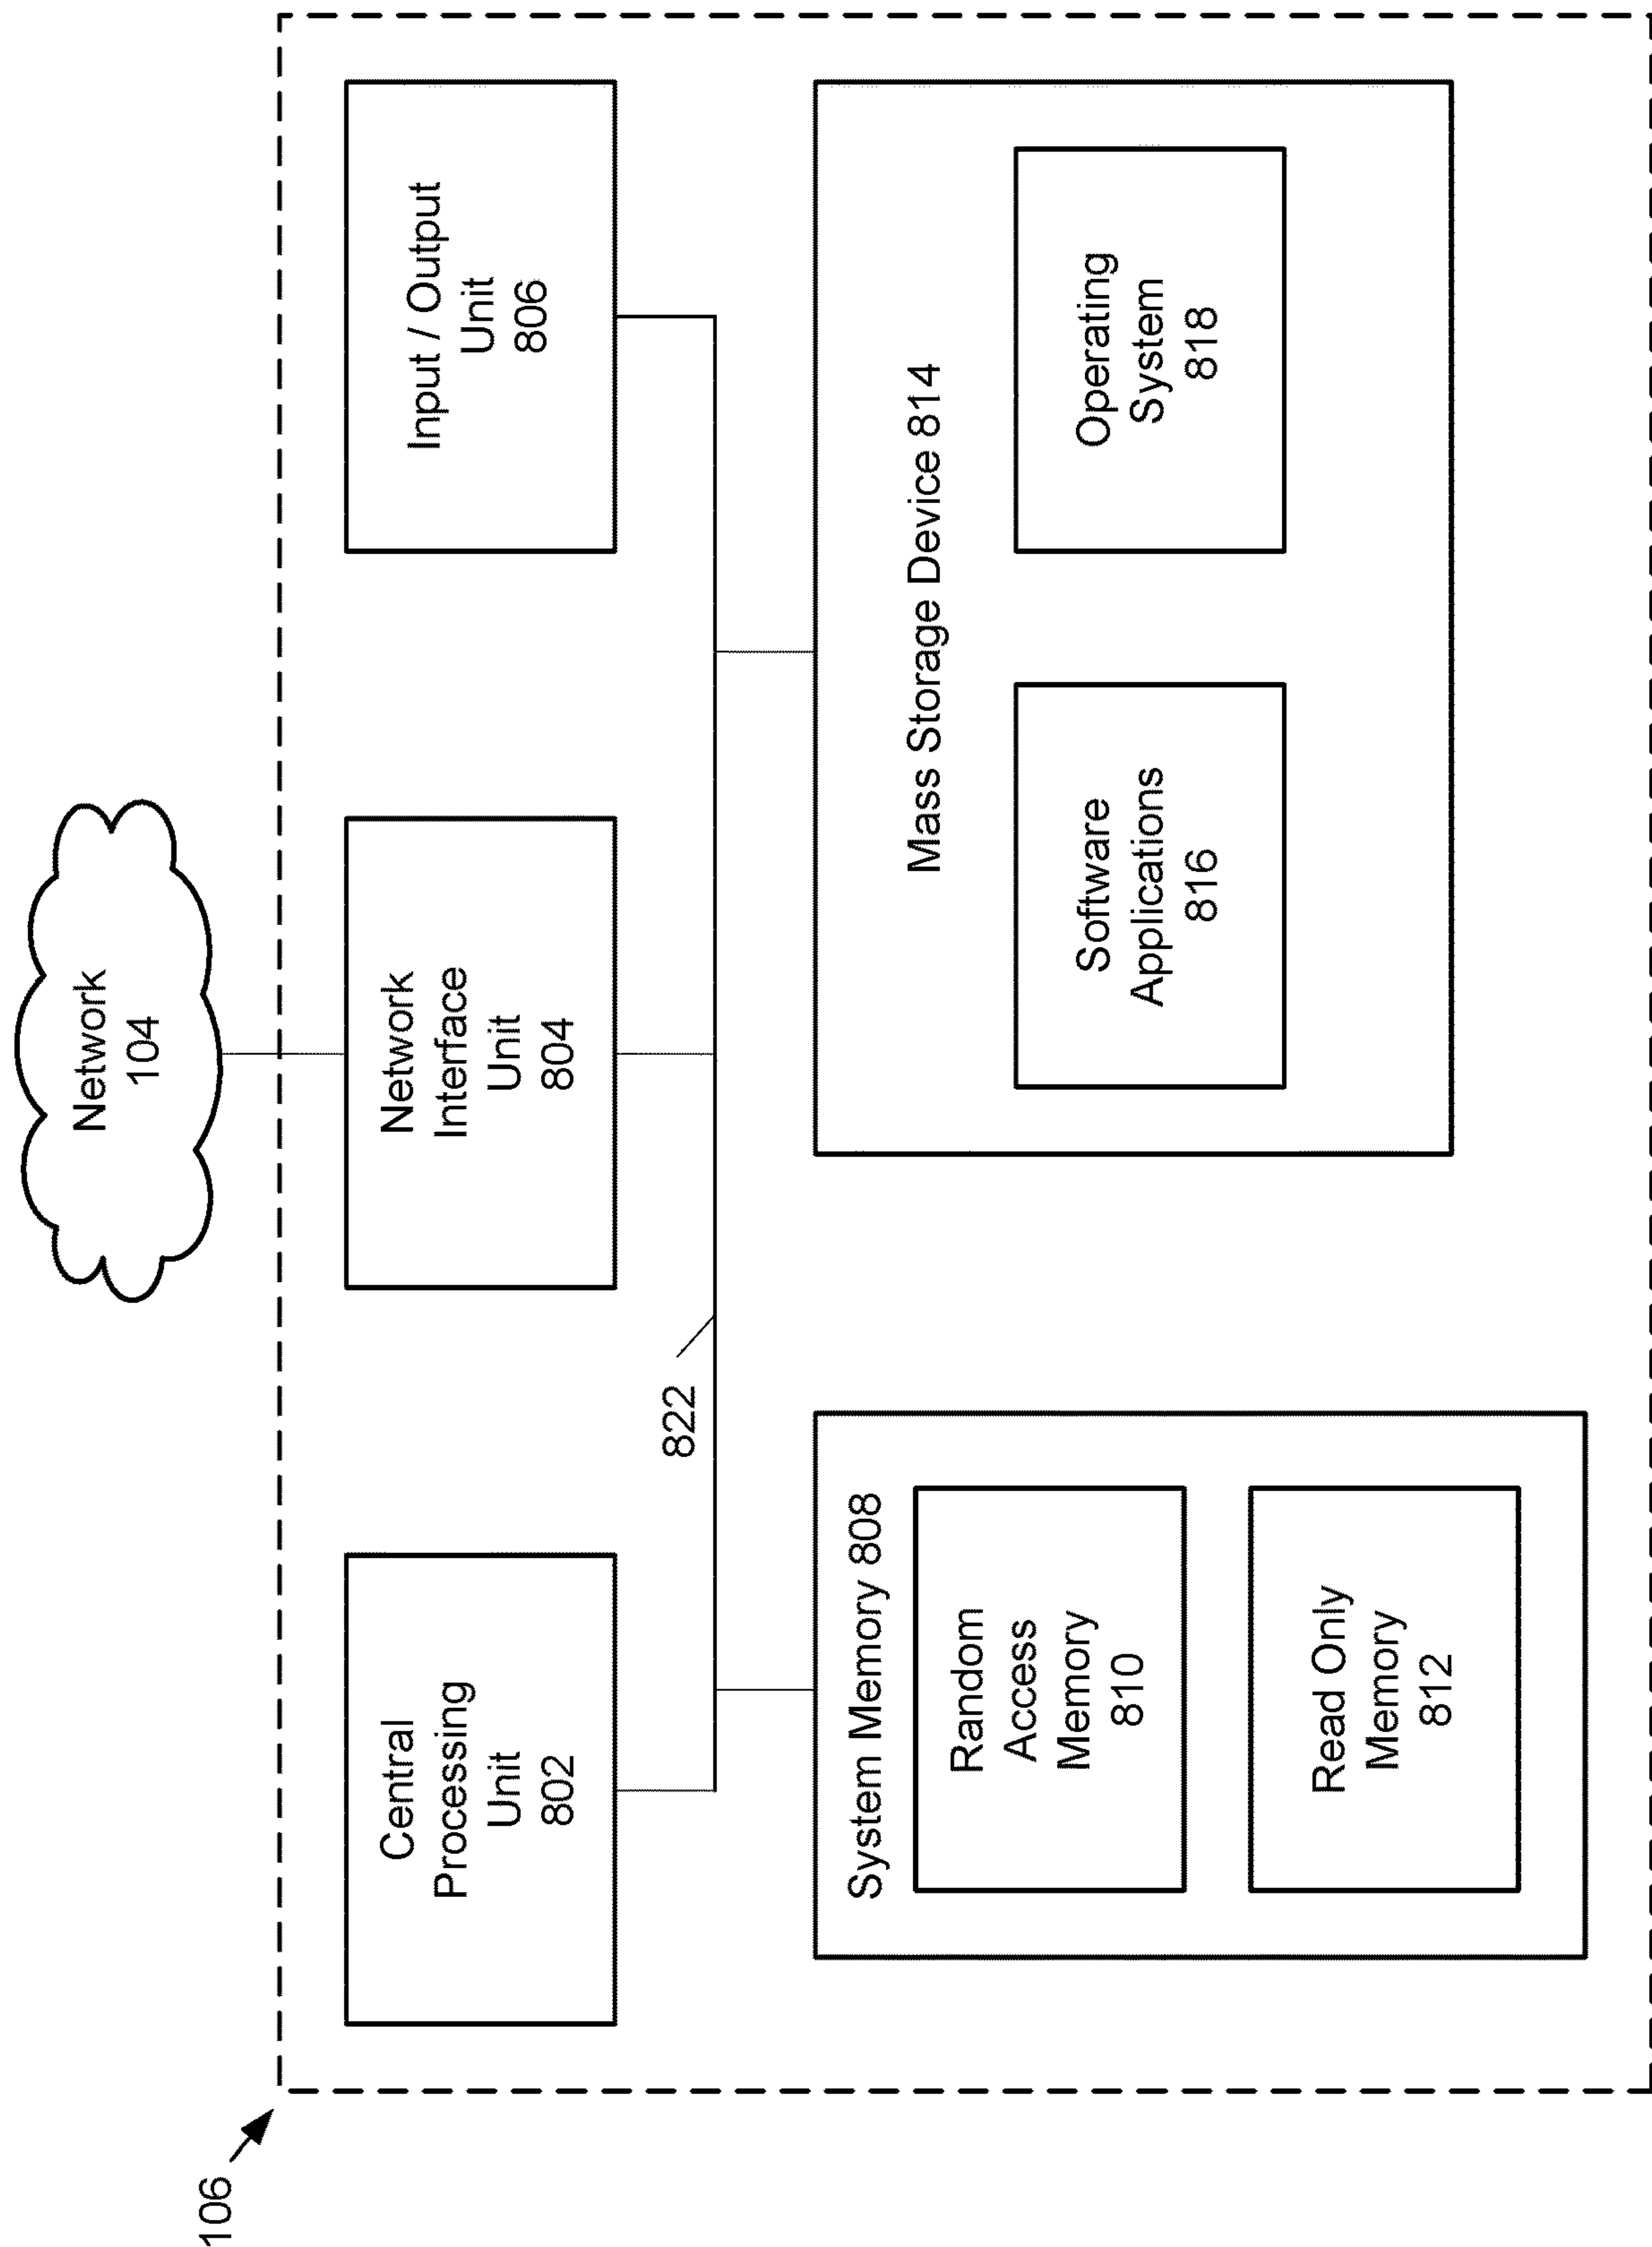 106
Network
104
Central
Processing
Unit
802
Network
Interface
Unit
804
Input / Output
Unit
806
822
System Memory 808
Random
Access
Memory
810
Read Only
Memory
812
Mass Storage Device 814
Software
Applications
816
Operating
System
818